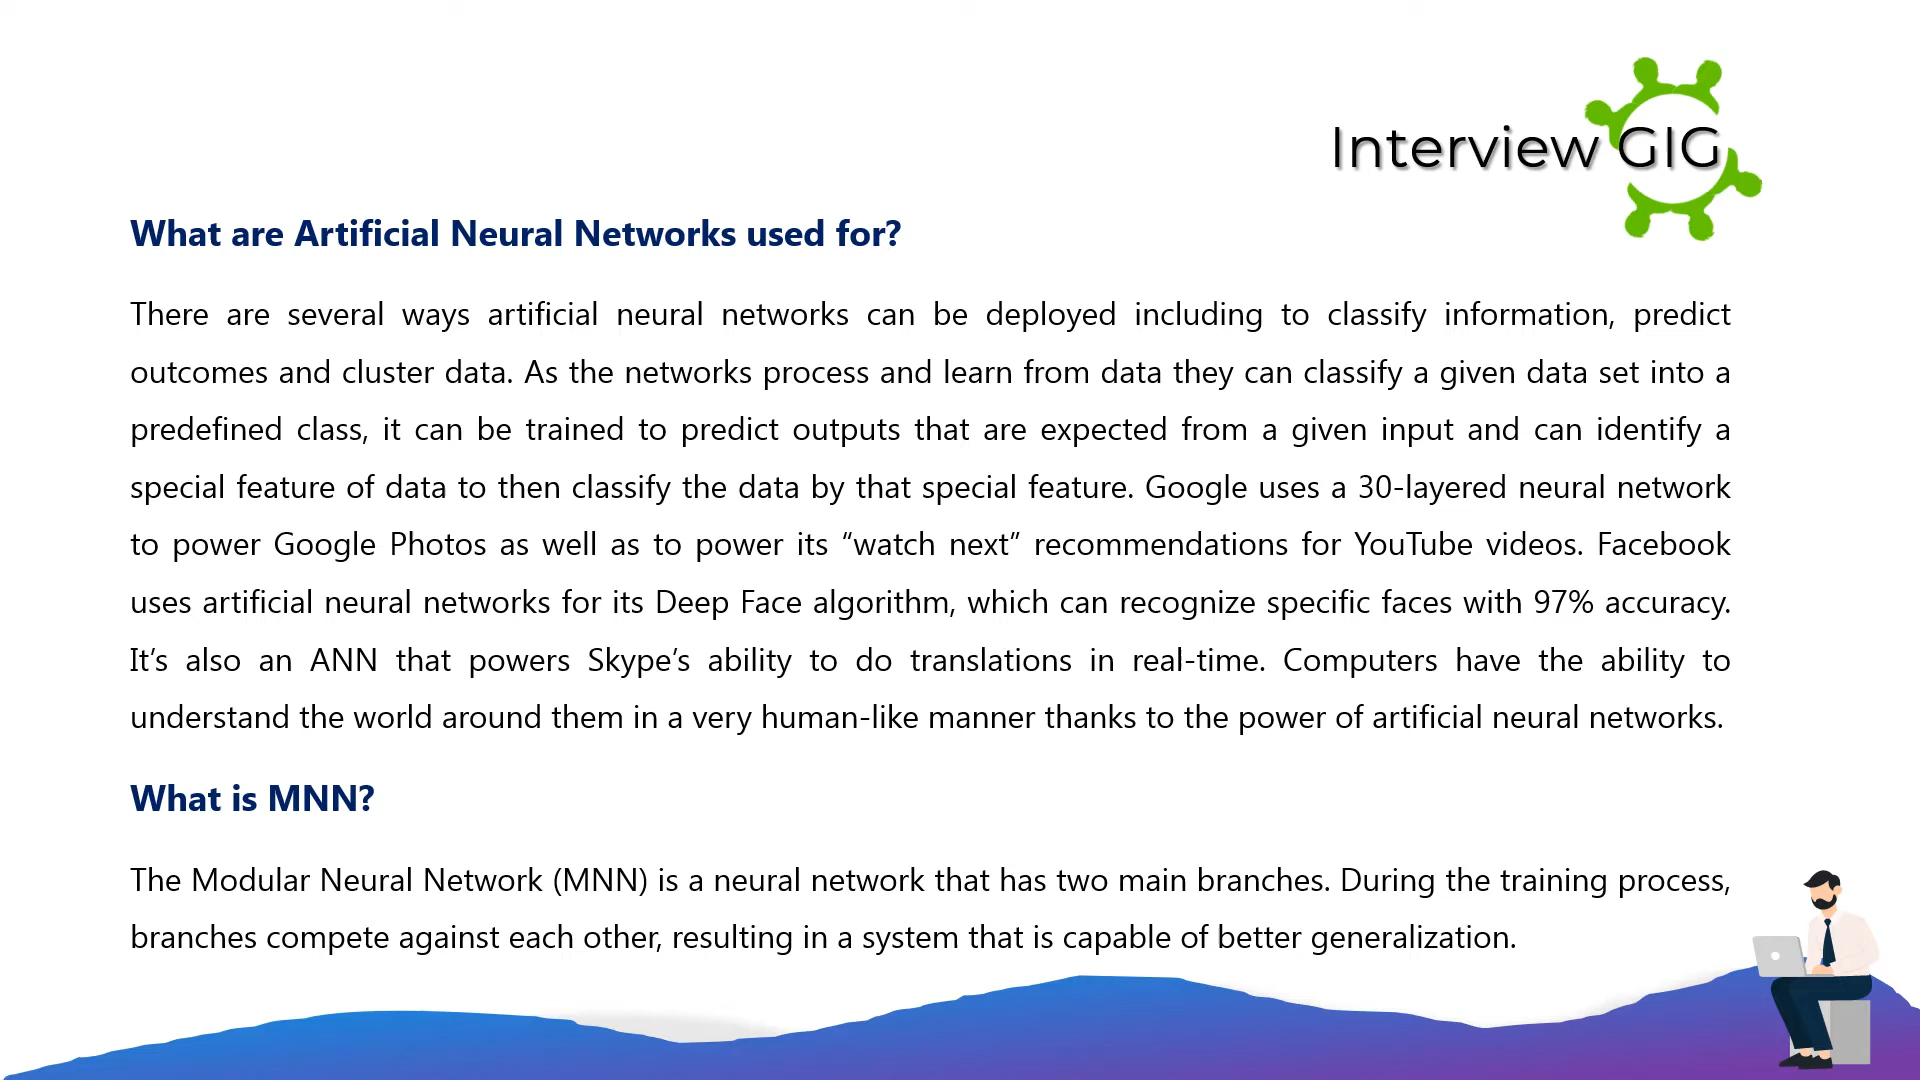 Interview GIG
What are Artificial Neural Networks used for?
There are several ways artificial neural networks can be deployed including to classify information, predict
outcomes and cluster data. As the networks process and learn from data they can classify a given data set into a
predefined class, it can be trained to predict outputs that are expected from a given input and can identify a
special feature of data to then classify the data by that special feature. Google uses a 30-layered neural network
to power Google Photos as well as to power its “watch next” recommendations for YouTube videos. Facebook
uses artificial neural networks for its Deep Face algorithm, which can recognize specific faces with 97% accuracy.
It’s also an ANN that powers Skype’s ability to do translations in real-time. Computers have the ability to
understand the world around them in a very human-like manner thanks to the power of artificial neural networks.
What is MNN?
The Modular Neural Network (MNN) is a neural network that has two main branches. During the training process,
branches compete against each other, resulting in a system that is capable of better generalization.